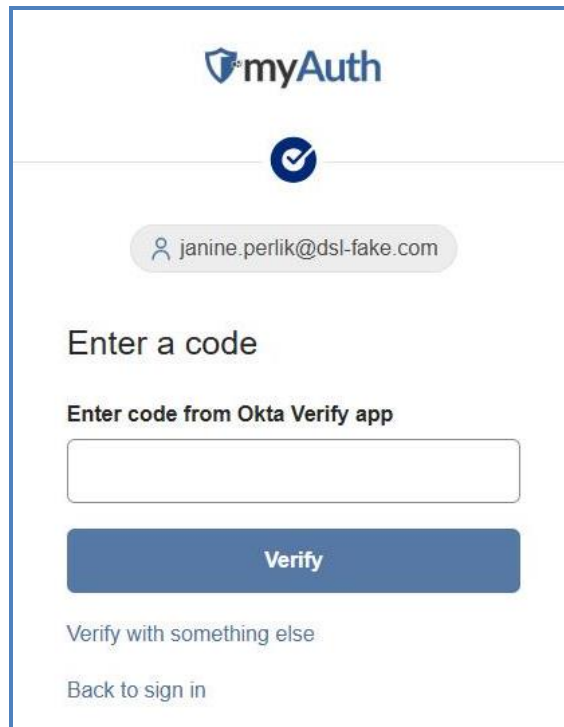 myAuth
janine.perlik@dsl-fake.com
Enter a code
Enter code from Okta Verify app
Verify
Verify with something else
Back to sign in